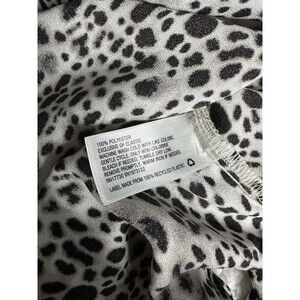 100% POLYESTER
EXCLUSIVE OF ELASTIC
MACHINE WASH COLD WITH LIKE COLORS
GENTLE CYCLE. ONLY NON-CHLORINE
BLEACH IF NEEDED. TUMBLE DRY LOW.
REMOVE PROMPTLY. WARM IRON IF NEEDED.
LABEL MADE FROM 100% RECYCLED PLASTIC